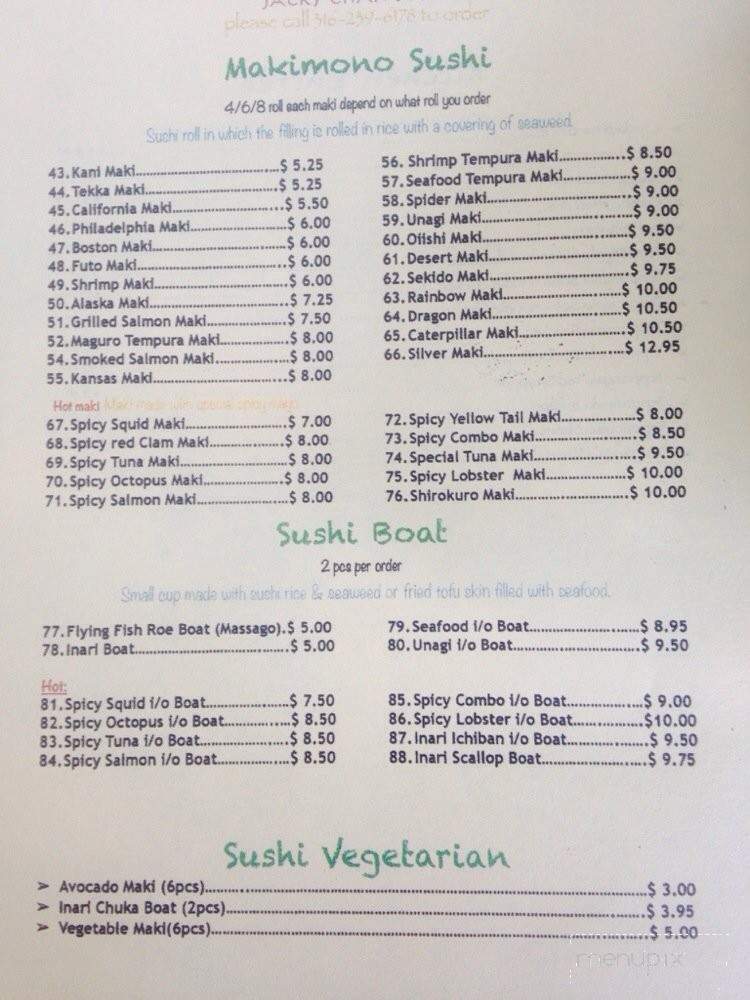 please call 316-239-6178 to order
Makimono Sushi
4/6/8 roll each maki depend on what roll you order
Sushi roll in which the filling is rolled in rice with a covering of seaweed
43.Kani Maki..............................$ 5.25
44.Tekka Maki............................$ 5.25
45.California Maki.......................$ 5.50
46.Philadelphia Maki....................$ 6.00
47.Boston Maki...........................$ 6.00
48.Futo Maki..............................$ 6.00
49.Shrimp Maki...........................$ 6.00
50.Alaska Maki............................$ 7.25
51.Grilled Salmon Maki.................$ 7.50
52.Maguro Tempura Maki..............$ 8.00
54.Smoked Salmon Maki................$ 8.00
55.Kansas Maki...........................$ 8.00
56. Shrimp Tempura Maki..............$ 8.50
57.Seafood Tempura Maki..............$ 9.00
58.Spider Maki............................$ 9.00
59.Unagi Maki.............................$ 9.00
60.Oiishi Maki.............................$ 9.50
61.Desert Maki............................$ 9.50
62.Sekido Maki............................$ 9.75
63.Rainbow Maki.........................$ 10.00
64.Dragon Maki...........................$ 10.50
65.Caterpillar Maki......................$ 10.50
66.Silver Maki.............................$ 12.95
Hot maki Maki made with special spicy mayo
67.Spicy Squid Maki.....................$ 7.00
68.Spicy red Clam Maki................$ 8.00
69.Spicy Tuna Maki......................$ 8.00
70.Spicy Octopus Maki..................$ 8.00
71.Spicy Salmon Maki...................$ 8.00
72.Spicy Yellow Tail Maki..............$ 8.00
73.Spicy Combo Maki...................$ 8.50
74.Special Tuna Maki....................$ 9.50
75.Spicy Lobster Maki..................$ 10.00
76.Shirokuro Maki........................$ 10.00
Sushi Boat
2 pcs per order
Small cup made with sushi rice & seaweed or fried tofu skin filled with seafood.
77.Flying Fish Roe Boat (Massago).$ 5.00
78.Inari Boat..............................$ 5.00
79.Seafood i/o Boat.....................$ 8.95
80.Unagi i/o Boat........................$ 9.50
Hot:
81.Spicy Squid i/o Boat.................$ 7.50
82.Spicy Octopus i/o Boat.............$ 8.50
83.Spicy Tuna i/o Boat..................$ 8.50
84.Spicy Salmon i/o Boat..............$ 8.50
85.Spicy Combo i/o Boat...............$ 9.00
86.Spicy Lobster i/o Boat..............$10.00
87.Inari Ichiban i/o Boat...............$ 9.50
88.Inari Scallop Boat....................$ 9.75
Sushi Vegetarian
➢ Avocado Maki (6pcs)..........................................$ 3.00
➢ Inari Chuka Boat (2pcs).......................................$ 3.95
➢ Vegetable Maki(6pcs)..........................................$ 5.00
menupix